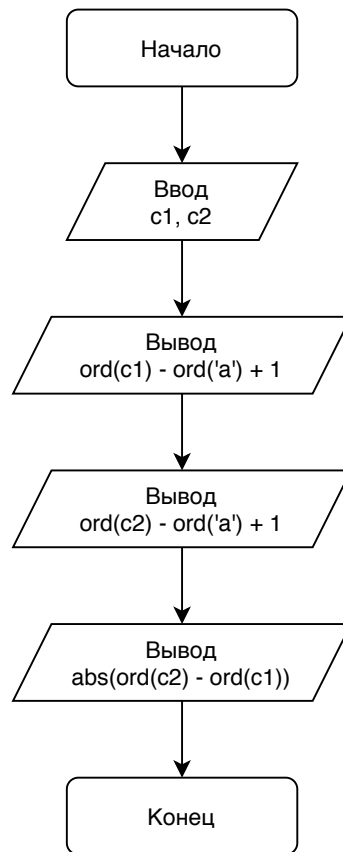 Начало
Ввод
c1, c2
Вывод
ord(c1) - ord('a') + 1
Вывод
ord(c2) - ord('a') + 1
Вывод
abs(ord(c2) - ord(c1))
Конец